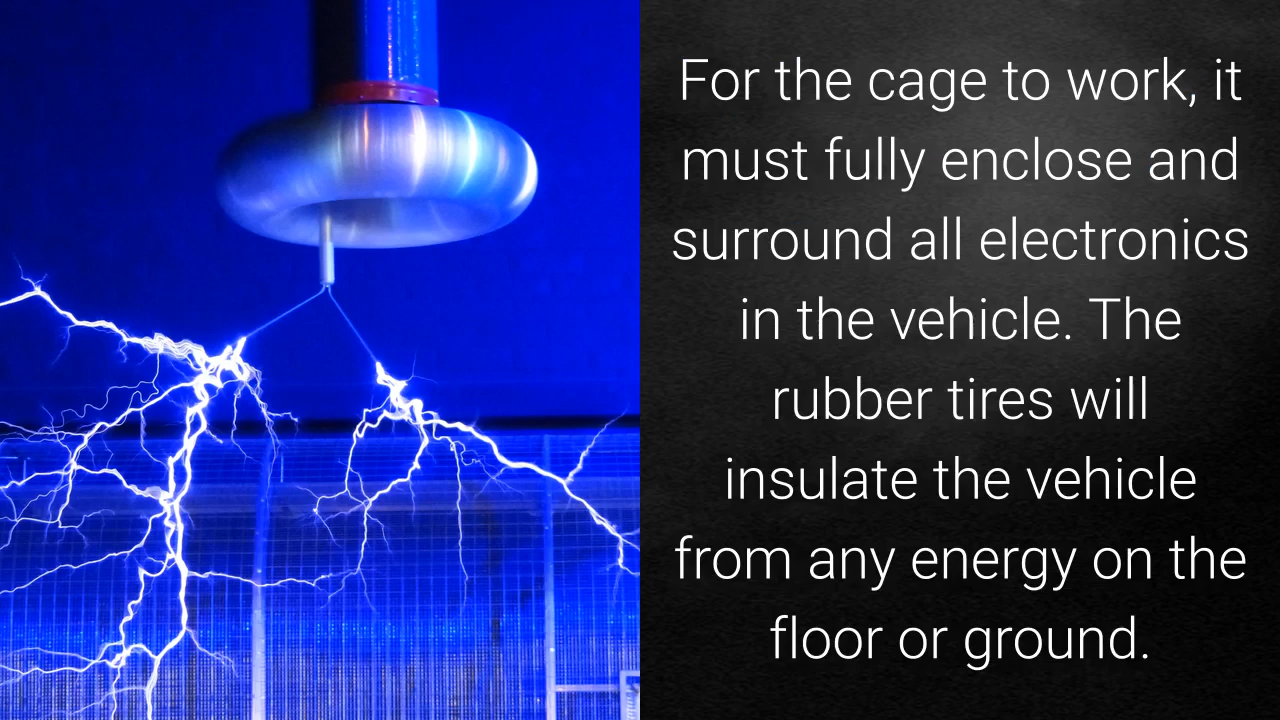 For the cage to work, it
must fully enclose and
surround all electronics
in the vehicle. The
rubber tires will
insulate the vehicle
from any energy on the
floor or ground.